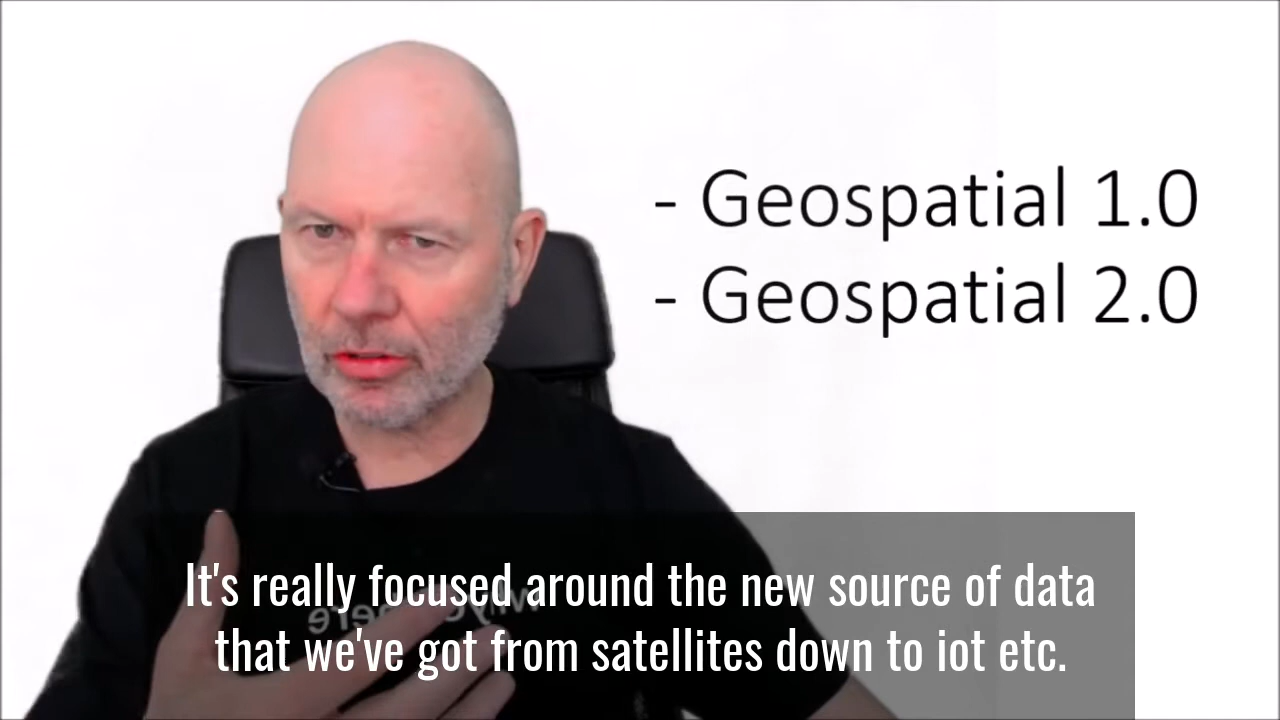 - Geospatial 1.0
- Geospatial 2.0
It's really focused around the new source of data
that we've got from satellites down to iot etc.